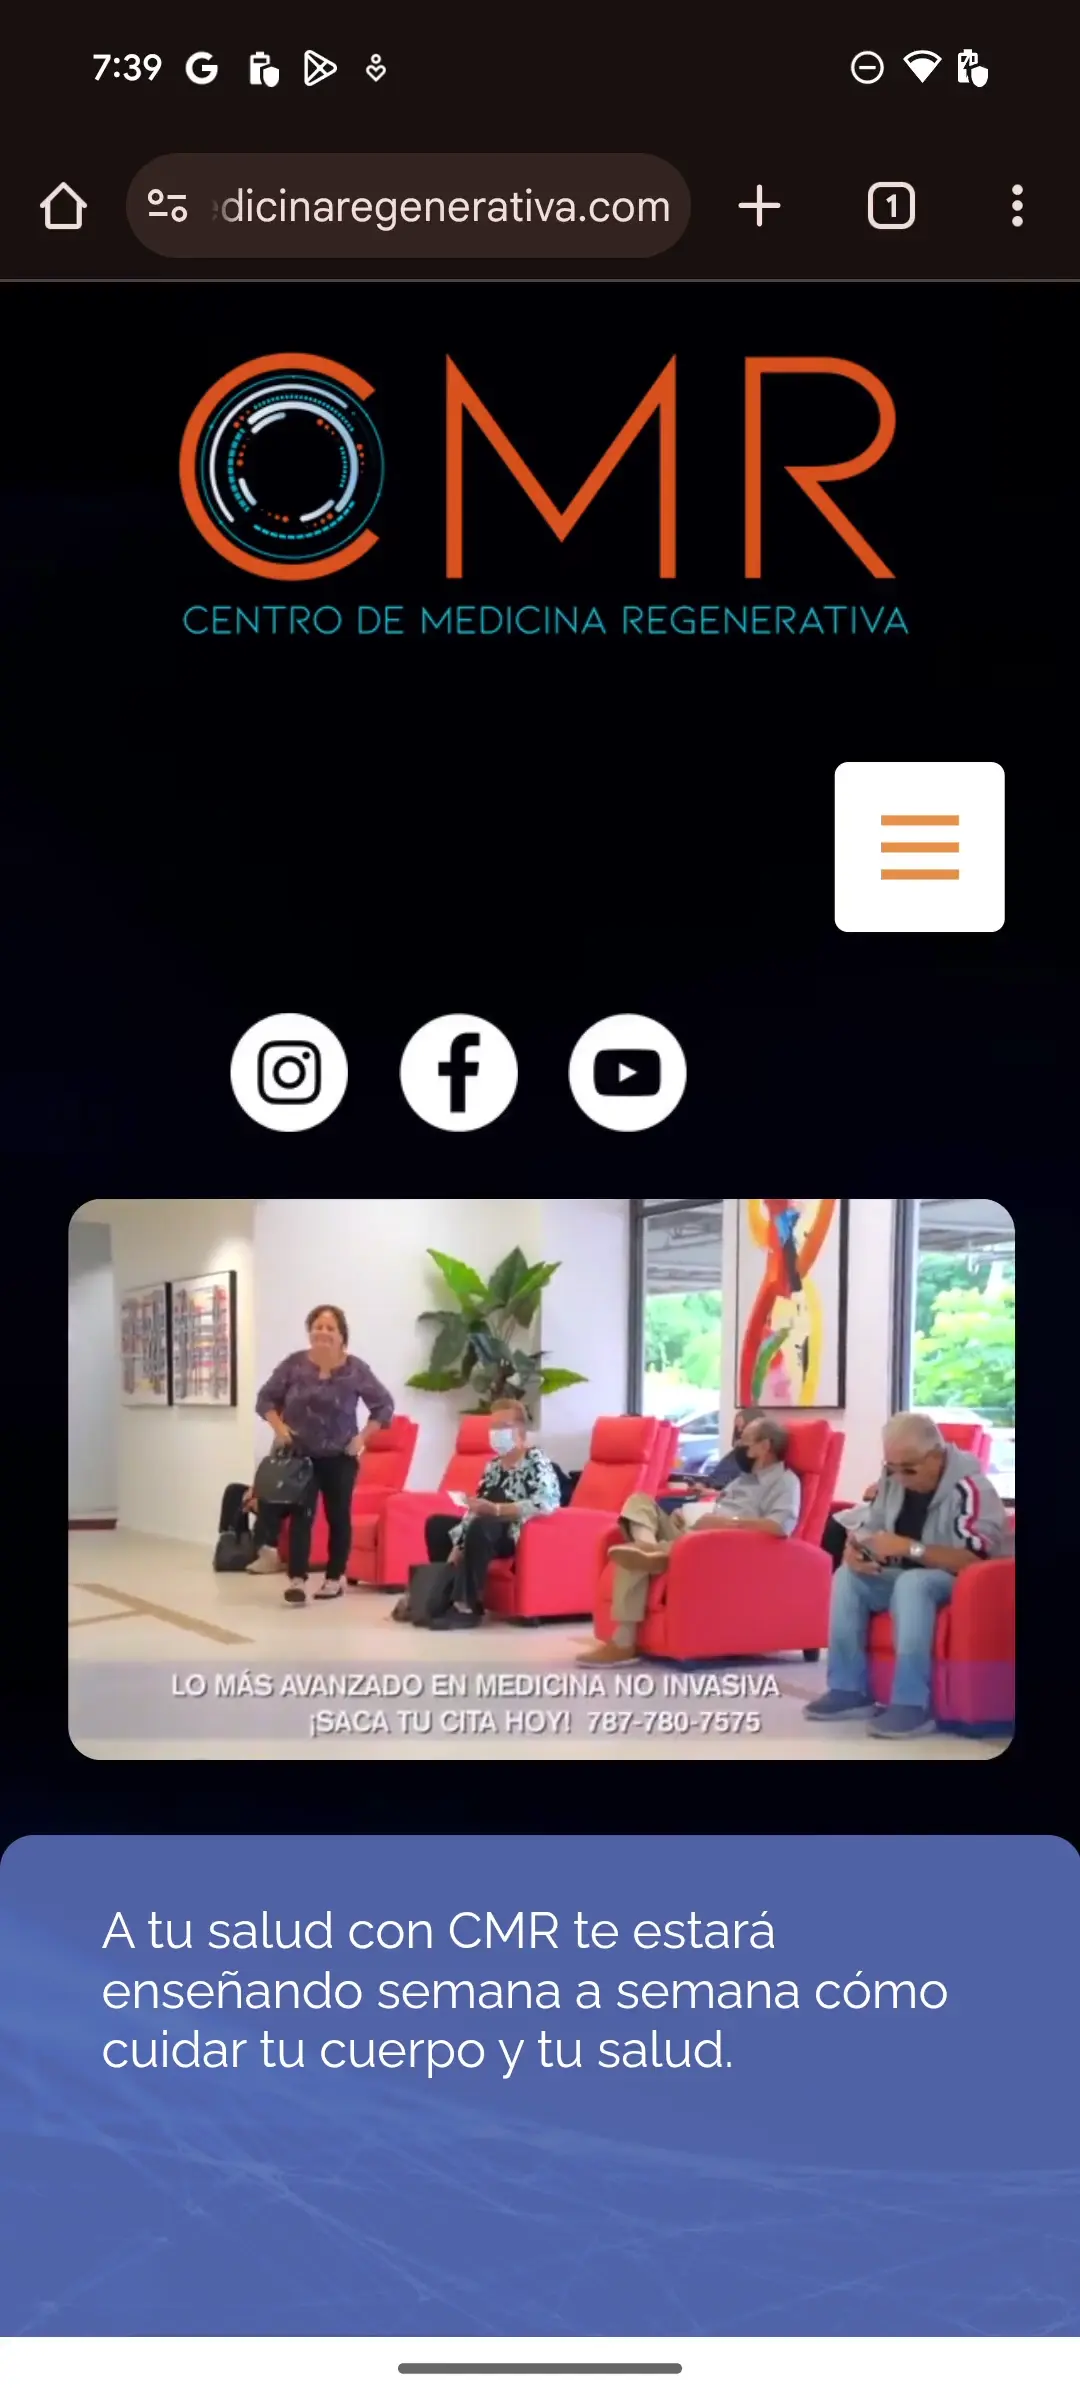 7:39
dicinaregenerativa.com
1
CMR
CENTRO DE MEDICINA REGENERATIVA
LO MÁS AVANZADO EN MEDICINA NO INVASIVA
¡SACA TU CITA HOY! 787-780-7575
A tu salud con CMR te estará
enseñando semana a semana cómo
cuidar tu cuerpo y tu salud.